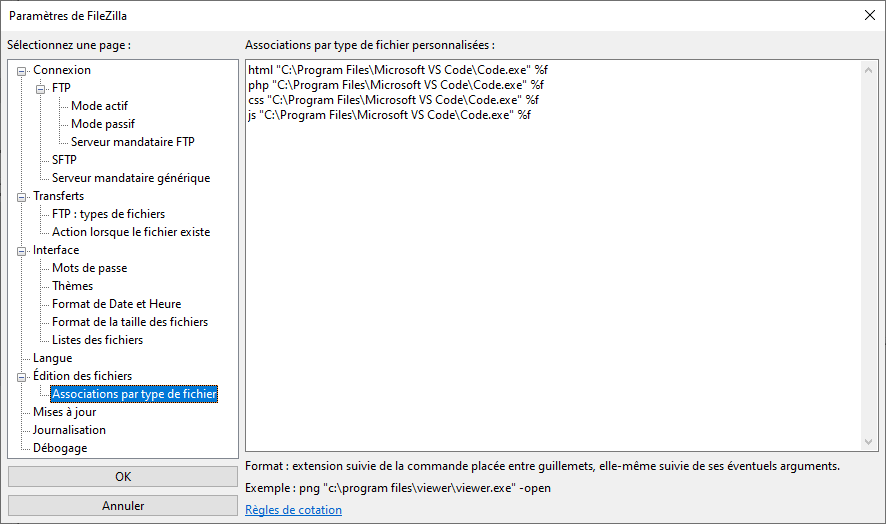 Paramètres de FileZilla
Sélectionnez une page :
Connexion
FTP
Mode actif
Mode passif
Serveur mandataire FTP
SFTP
Serveur mandataire générique
Transferts
FTP : types de fichiers
Action lorsque le fichier existe
Interface
Mots de passe
Thèmes
Format de Date et Heure
Format de la taille des fichiers
Listes des fichiers
Langue
Édition des fichiers
Associations par type de fichier
Mises à jour
Journalisation
Débogage
OK
Annuler
Associations par type de fichier personnalisées :
html "C:\Program Files\Microsoft VS Code\Code.exe" %f
php "C:\Program Files\Microsoft VS Code\Code.exe" %f
css "C:\Program Files\Microsoft VS Code\Code.exe" %f
js "C:\Program Files\Microsoft VS Code\Code.exe" %f
Format : extension suivie de la commande placée entre guillemets, elle-même suivie de ses éventuels arguments.
Exemple : png "c:\program files\viewer\viewer.exe" -open
Règles de cotation